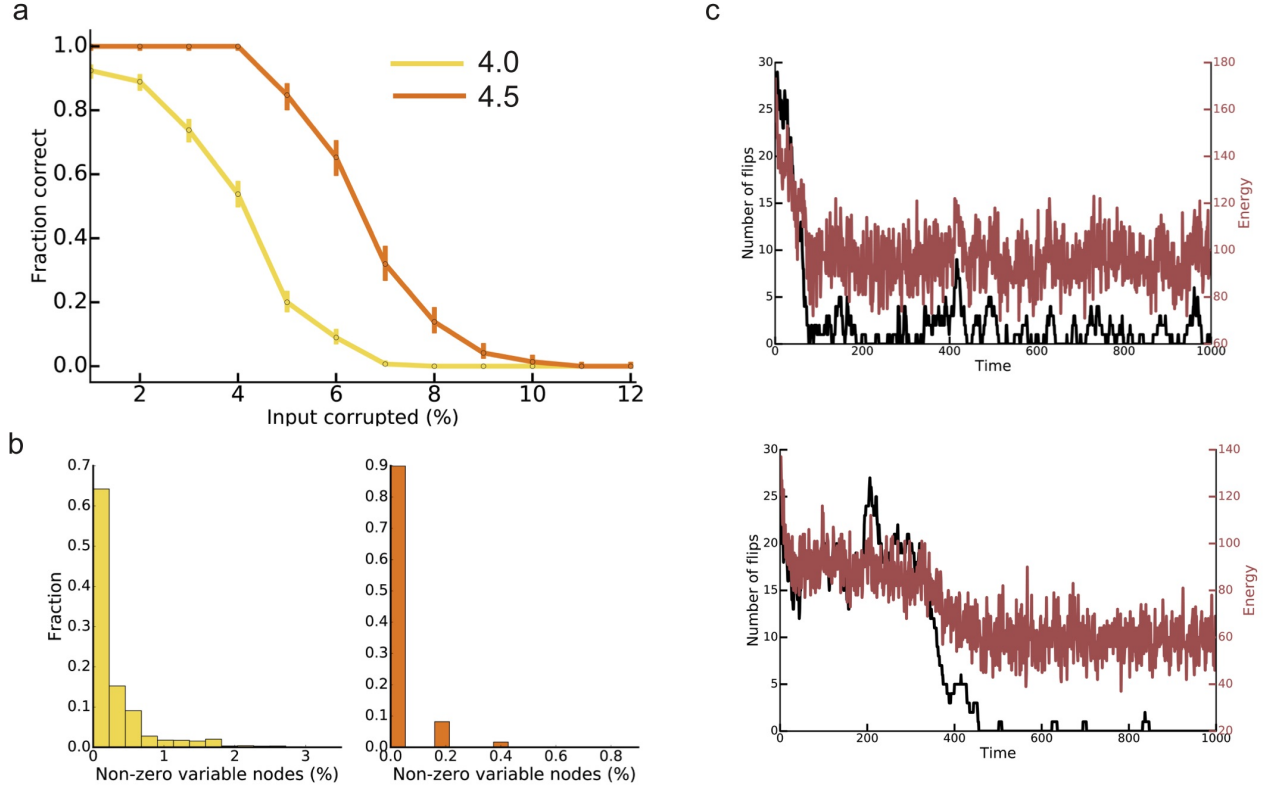 a
1.0
0.8
0.6
0.4
0.2
0.0
Fraction correct
4.0
4.5
2 4 6 8 10 12
Input corrupted (%)
b
0.7
0.6
0.5
0.4
0.3
0.2
0.1
0.0
Fraction
0 1 2 3
Non-zero variable nodes (%)
0.9
0.8
0.7
0.6
0.5
0.4
0.3
0.2
0.1
0.0
0.0 0.2 0.4 0.6 0.8
Non-zero variable nodes (%)
c
30
25
20
15
10
5
0
Number of flips
180
160
140
120
100
80
60
Energy
0 200 400 600 800 1000
Time
30
25
20
15
10
5
0
Number of flips
140
120
100
80
60
40
20
Energy
0 200 400 600 800 1000
Time